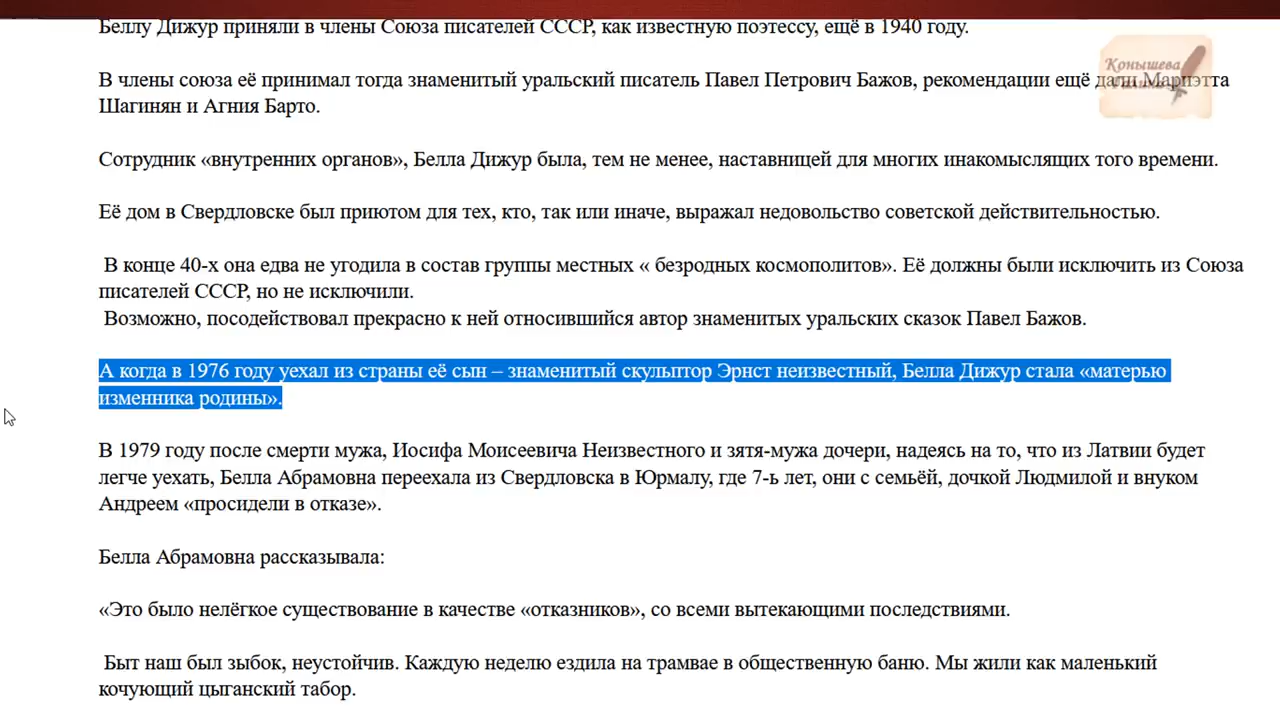 Беллу Дижур приняли в члены Союза писателей СССР, как известную поэтессу, ещё в 1940 году.
В члены союза её принимал тогда знаменитый уральский писатель Павел Петрович Бажов, рекомендации ещё дали Мариэтта
Шагинян и Агния Барто.
Конышева
Сотрудник «внутренних органов», Белла Дижур была, тем не менее, наставницей для многих инакомыслящих того времени.
Её дом в Свердловске был приютом для тех, кто, так или иначе, выражал недовольство советской действительностью.
В конце 40-х она едва не угодила в состав группы местных « безродных космополитов». Её должны были исключить из Союза
писателей СССР, но не исключили.
Возможно, посодействовал прекрасно к ней относившийся автор знаменитых уральских сказок Павел Бажов.
А когда в 1976 году уехал из страны её сын – знаменитый скульптор Эрнст неизвестный, Белла Дижур стала «матерью
изменника родины».
В 1979 году после смерти мужа, Иосифа Моисеевича Неизвестного и зятя-мужа дочери, надеясь на то, что из Латвии будет
легче уехать, Белла Абрамовна переехала из Свердловска в Юрмалу, где 7-ь лет, они с семьёй, дочкой Людмилой и внуком
Андреем «просидели в отказе».
Белла Абрамовна рассказывала:
«Это было нелёгкое существование в качестве «отказников», со всеми вытекающими последствиями.
Быт наш был зыбок, неустойчив. Каждую неделю ездила на трамвае в общественную баню. Мы жили как маленький
кочующий цыганский табор.